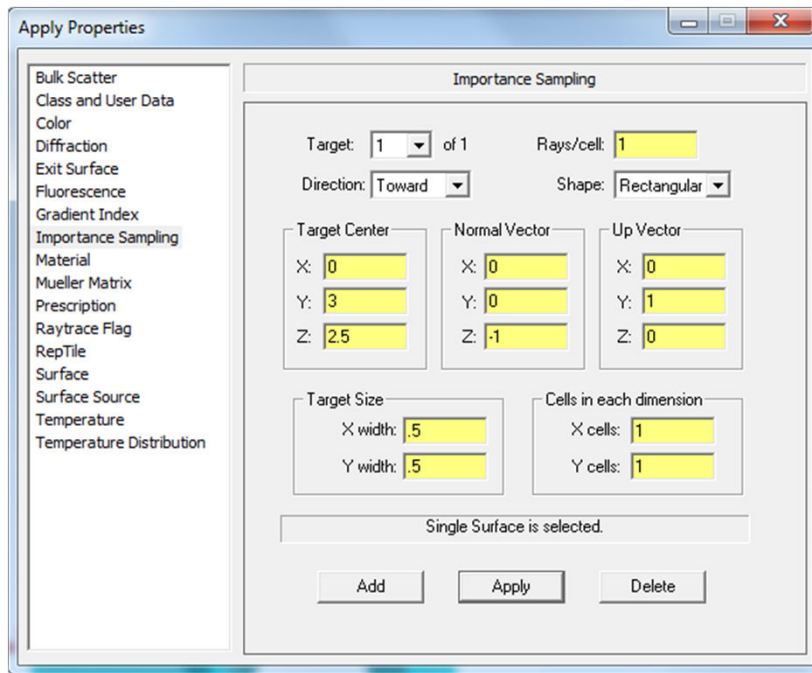 Apply Properties
Bulk Scatter
Class and User Data
Color
Diffraction
Exit Surface
Fluorescence
Gradient Index
Importance Sampling
Material
Mueller Matrix
Prescription
Raytrace Flag
RepTile
Surface
Surface Source
Temperature
Temperature Distribution
Importance Sampling
Target: 1 of 1 Rays/cell: 1
Direction: Toward Shape: Rectangular
Target Center Normal Vector Up Vector
X: 0 X: 0 X: 0
Y: 3 Y: 0 Y: 1
Z: 2.5 Z: -1 Z: 0
Target Size Cells in each dimension
X width: .5 X cells: 1
Y width: .5 Y cells: 1
Single Surface is selected.
Add Apply Delete